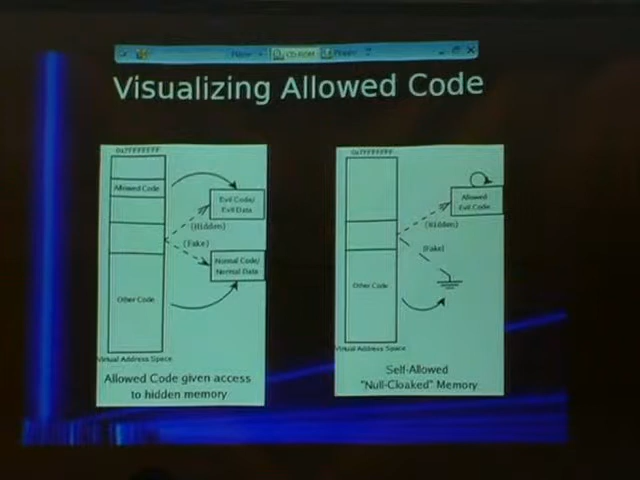 CD-ROM
Visualizing Allowed Code
0x7FFFFFFF
Allowed Code
Evil Code/
Evil Data
(Hidden)
(Fake)
Normal Code/
Normal Data
Other Code
Virtual Address Space
Allowed Code given access
to hidden memory
0x7FFFFFFF
Allowed
Evil Code
(Hidden)
(Fake)
Other Code
Virtual Address Space
Self-Allowed
"Null-Cloaked" Memory